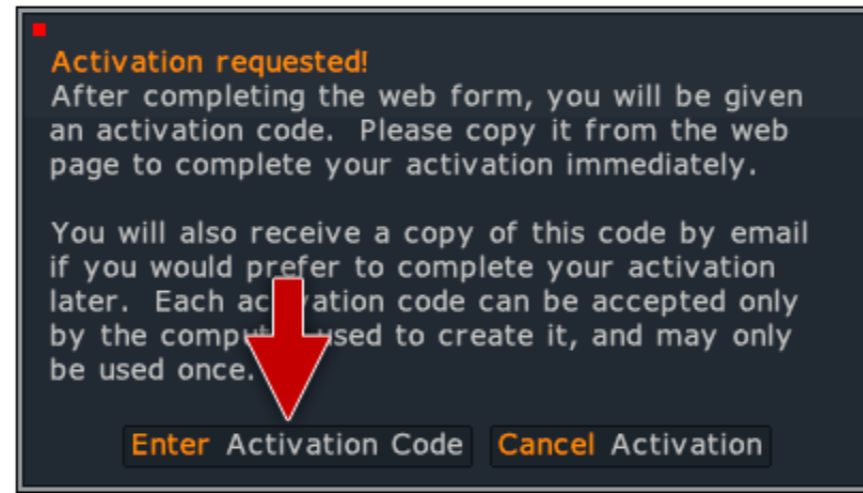 Activation requested!
After completing the web form, you will be given
an activation code.  Please copy it from the web
page to complete your activation immediately.
You will also receive a copy of this code by email
if you would prefer to complete your activation
later.  Each activation code can be accepted only
by the computer used to create it, and may only
be used once.
Enter Activation Code Cancel Activation